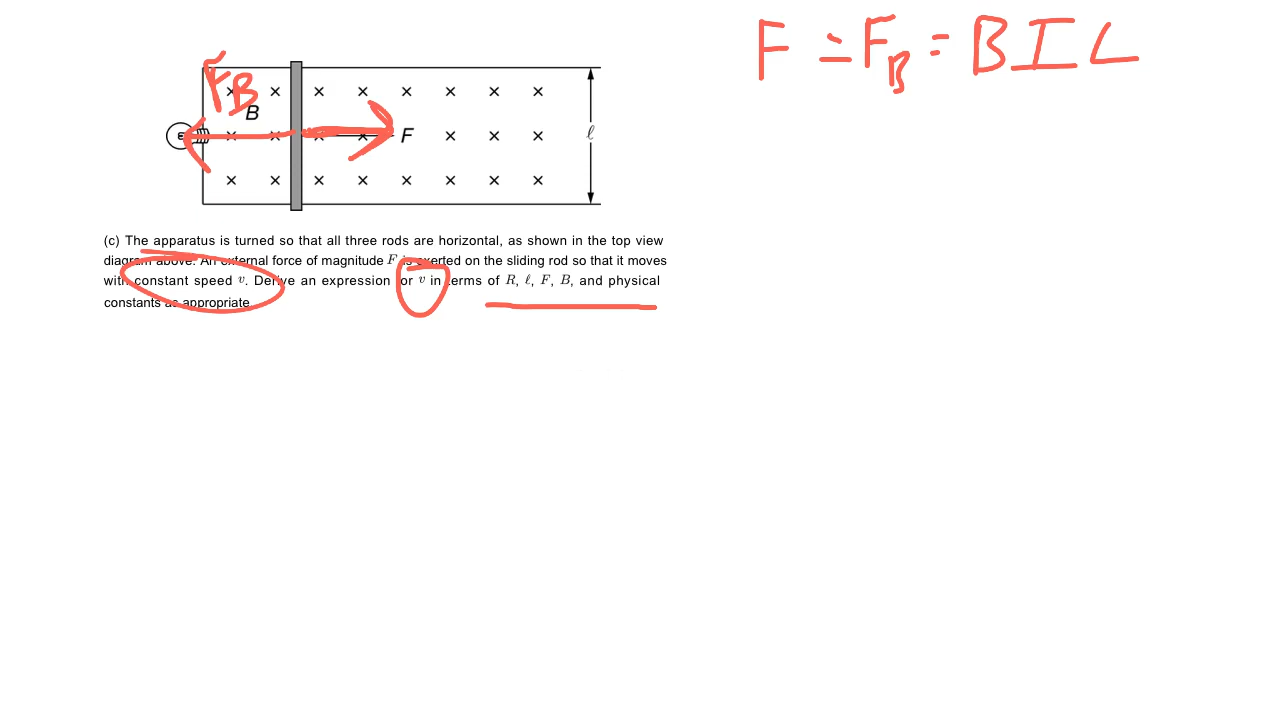 F = F_B = BIL
F_B
B
ε
F
ℓ
(c) The apparatus is turned so that all three rods are horizontal, as shown in the top view
diagram above. An external force of magnitude F is exerted on the sliding rod so that it moves
with constant speed v. Derive an expression for v in terms of R, ℓ, F, B, and physical
constants as appropriate.